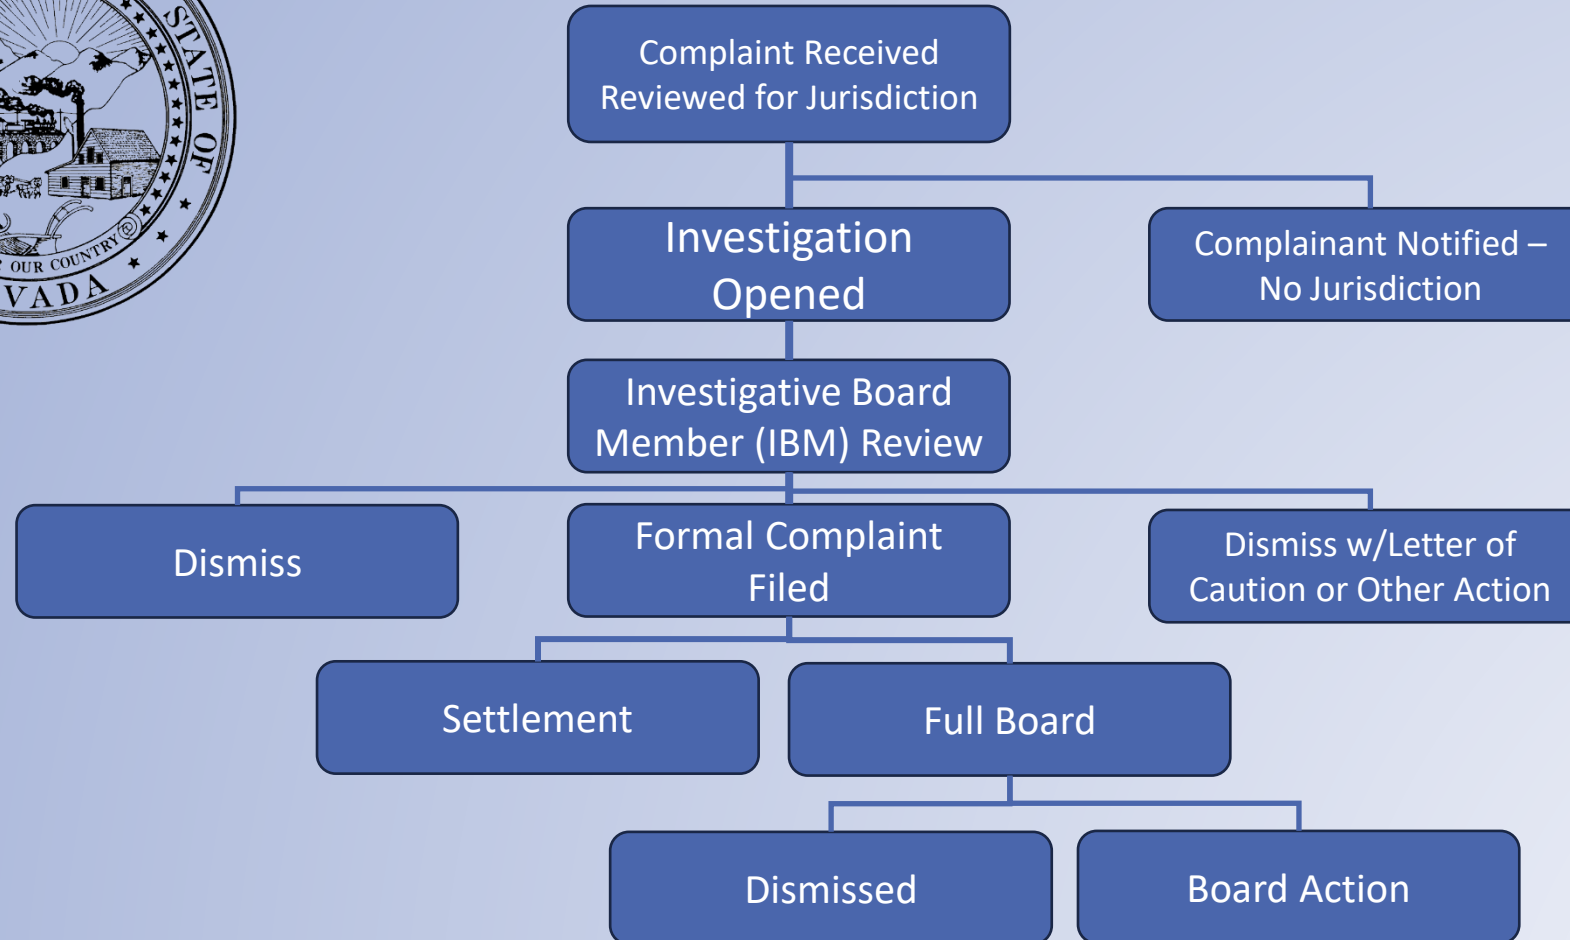 STATE OF
OUR COUNTRY
Complaint Received
Reviewed for Jurisdiction
Investigation
Opened
Complainant Notified –
No Jurisdiction
Investigative Board
Member (IBM) Review
Dismiss
Formal Complaint
Filed
Dismiss w/Letter of
Caution or Other Action
Settlement
Full Board
Dismissed
Board Action